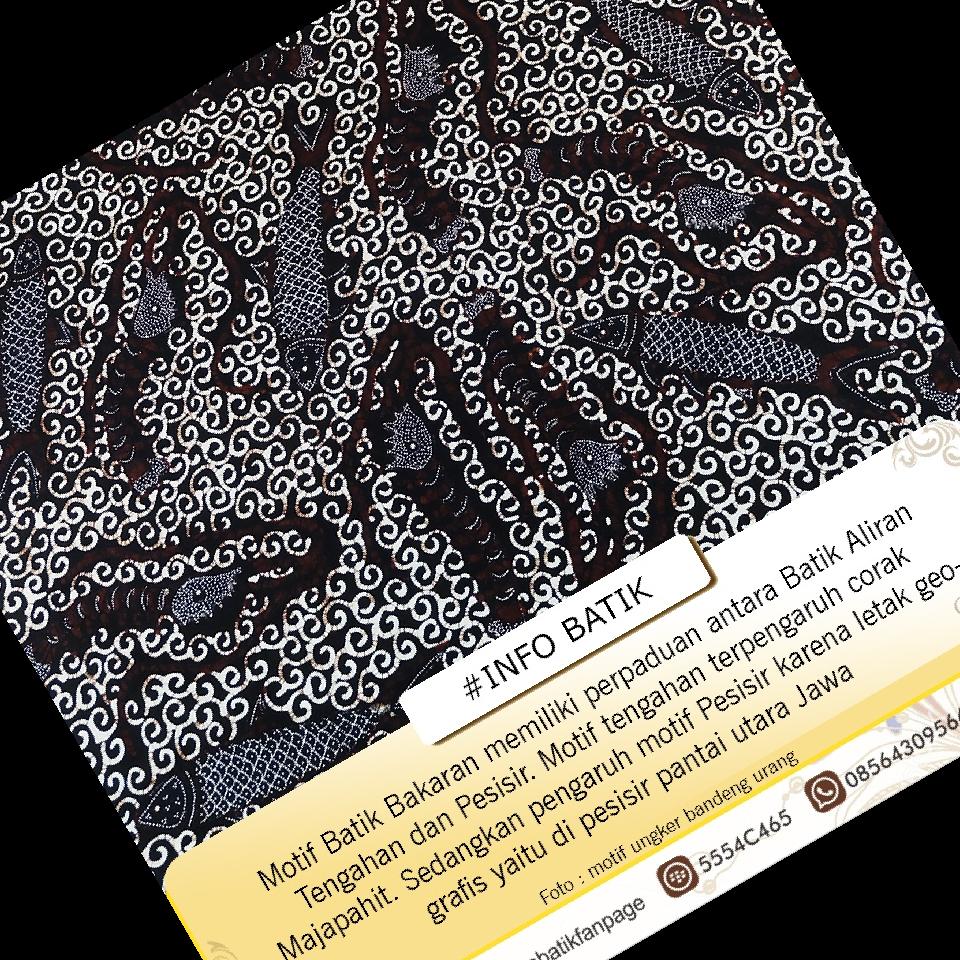 #INFO BATIK
Motif Batik Bakaran memiliki perpaduan antara Batik Aliran
Tengahan dan Pesisir. Motif tengahan terpengaruh corak
Majapahit. Sedangkan pengaruh motif Pesisir karena letak geo-
grafis yaitu di pesisir pantai utara Jawa
Foto : motif ungker bandeng urang
batikfanpage 5554C465 0856430956